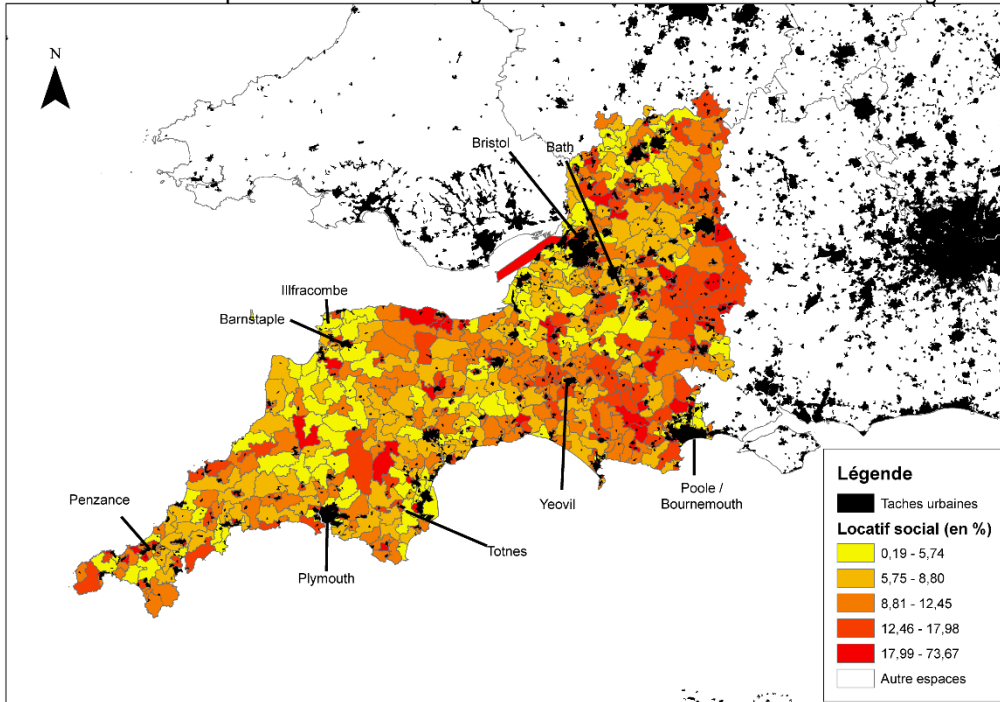 N
Bristol
Bath
Illfracombe
Barnstaple
Penzance
Plymouth
Totnes
Yeovil
Poole /
Bournemouth
Légende
Taches urbaines
Locatif social (en %)
0,19 - 5,74
5,75 - 8,80
8,81 - 12,45
12,46 - 17,98
17,99 - 73,67
Autre espaces